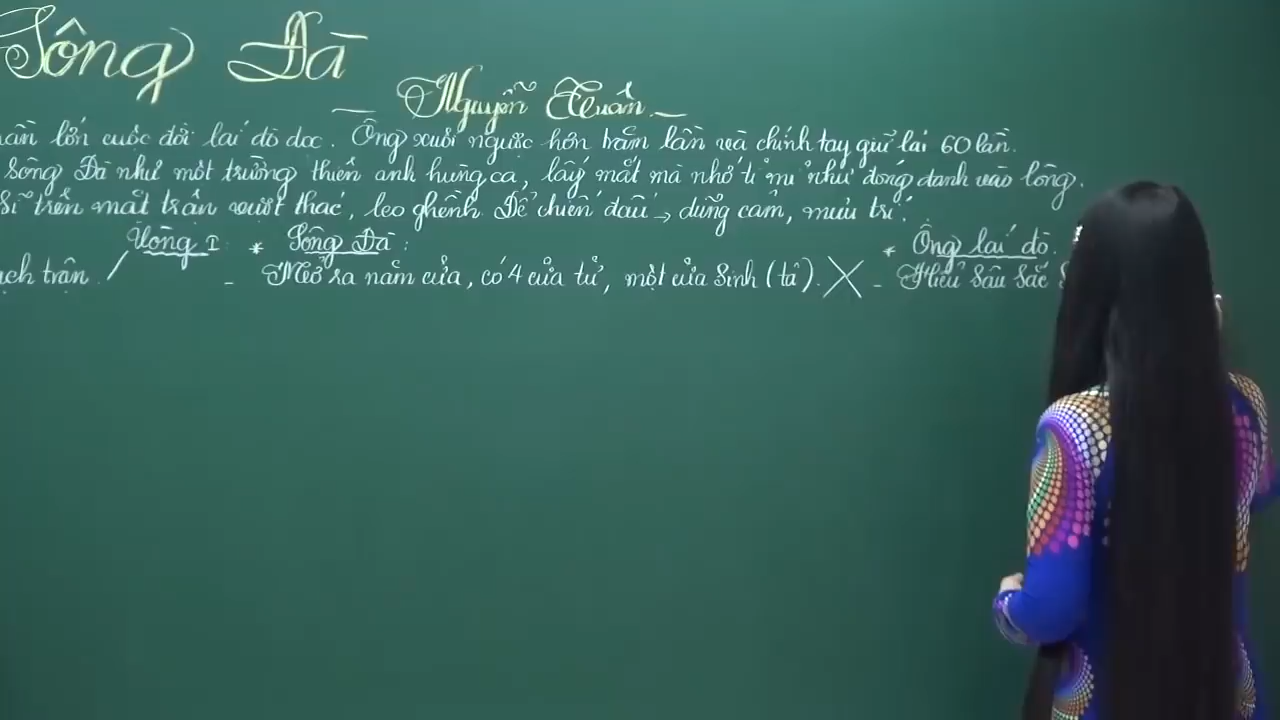 Sông Đà
- Nguyễn Tuân -
lớn cuộc đời lái đò dọc. Ông xuôi ngược hơn trăm lần và chính tay giữ lái 60 lần.
Sông Đà như một trường thiên anh hùng ca, lấy mắt mà nhớ tỉ mỉ như đóng đanh vào lòng.
sĩ trên mặt trận vượt thác, leo ghềnh. Để chiến đấu → dũng cảm, mưu trí.
Vòng I: * Sông Đà: * Ông lái đò.
trận / - Mở ra năm cửa, có 4 cửa tử, một cửa sinh (tả). X - Hiểu sâu sắc